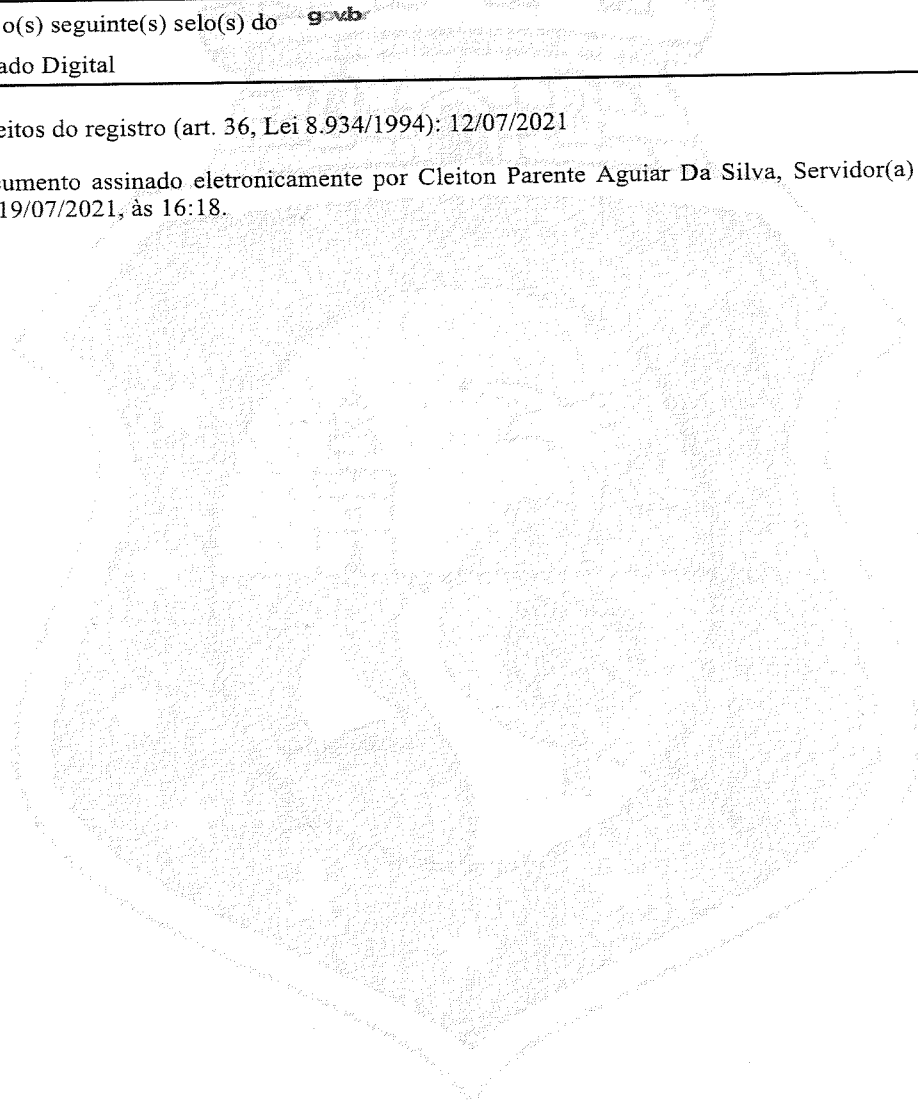 o(s) seguinte(s) selo(s) do gov.br
ado Digital
eitos do registro (art. 36, Lei 8.934/1994): 12/07/2021
umento assinado eletronicamente por Cleiton Parente Aguiar Da Silva, Servidor(a)
19/07/2021, às 16:18.